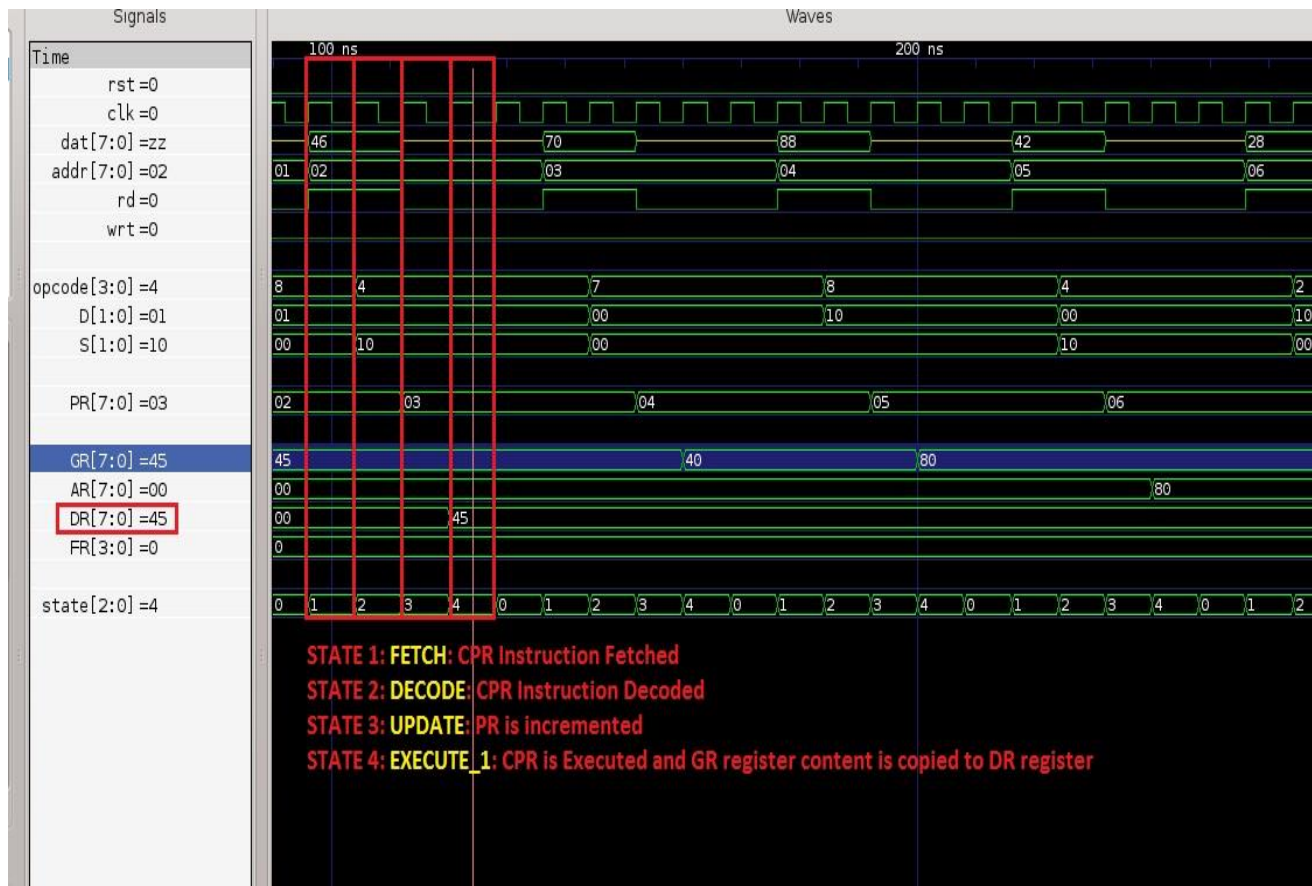 Signals Waves
Time 100 ns 200 ns
rst=0
clk=0
dat[7:0]=zz 46 70 88 42 28
addr[7:0]=02 01 02 03 04 05 06
rd=0
wrt=0
opcode[3:0]=4 8 4 7 8 4 2
D[1:0]=01 01 00 10 00 10
S[1:0]=10 00 10 00 10 00
PR[7:0]=03 02 03 04 05 06
GR[7:0]=45 45 40 80
AR[7:0]=00 00 80
DR[7:0]=45 00 45
FR[3:0]=0 0
state[2:0]=4 0 1 2 3 4 0 1 2 3 4 0 1 2 3 4 0 1 2 3 4 0 1 2
STATE 1: FETCH: CPR Instruction Fetched
STATE 2: DECODE: CPR Instruction Decoded
STATE 3: UPDATE: PR is incremented
STATE 4: EXECUTE_1: CPR is Executed and GR register content is copied to DR register